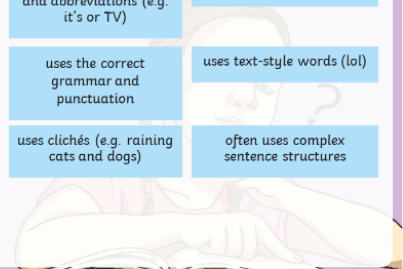 and abbreviations (e.g.
it's or TV)
uses the correct
grammar and
punctuation
uses text-style words (lol)
uses clichés (e.g. raining
cats and dogs)
often uses complex
sentence structures